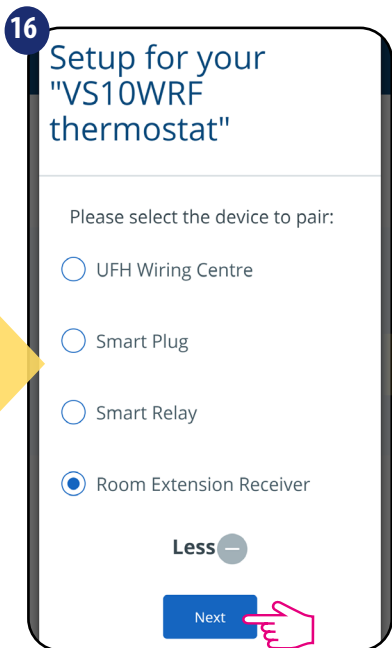 16
Setup for your
"VS10WRF
thermostat"
Please select the device to pair:
UFH Wiring Centre
Smart Plug
Smart Relay
Room Extension Receiver
Less
Next